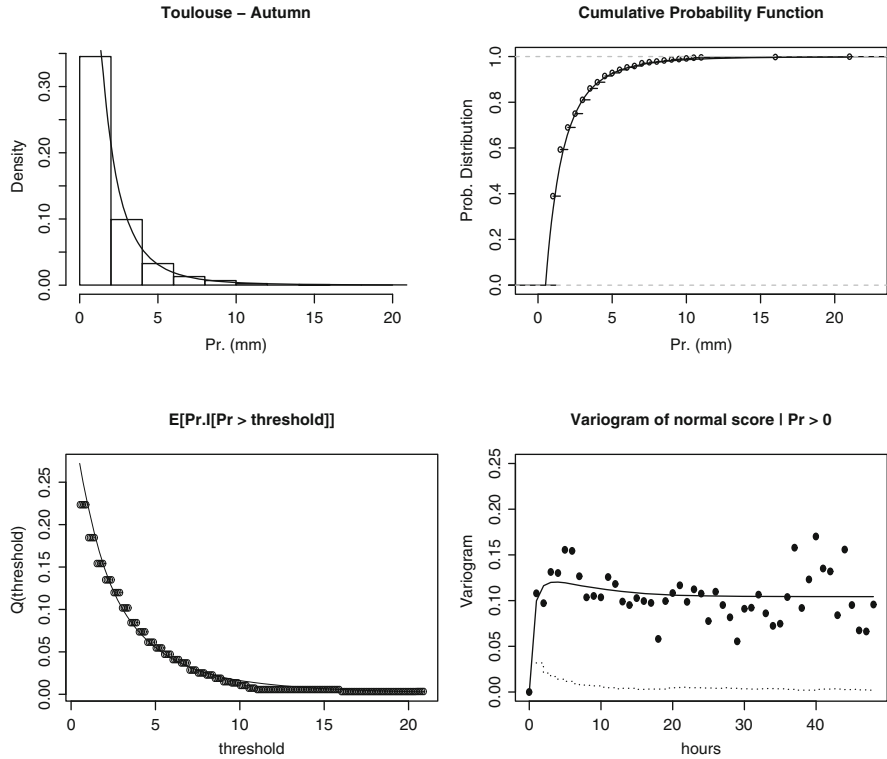 Toulouse – Autumn
Density
0.00 0.10 0.20 0.30
0 5 10 15 20
Pr. (mm)
Cumulative Probability Function
Prob. Distribution
0.0 0.2 0.4 0.6 0.8 1.0
0 5 10 15 20
Pr. (mm)
E[Pr.I[Pr > threshold]]
Q(threshold)
0.00 0.05 0.10 0.15 0.20 0.25
0 5 10 15 20
threshold
Variogram of normal score | Pr > 0
Variogram
0.00 0.05 0.10 0.15 0.20 0.25
0 10 20 30 40
hours